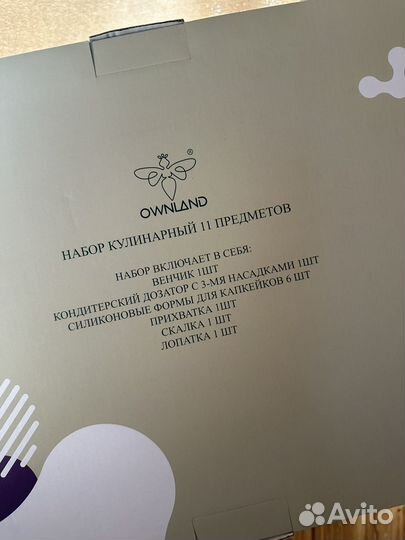 ®
OWNLAND
НАБОР КУЛИНАРНЫЙ 11 ПРЕДМЕТОВ
НАБОР ВКЛЮЧАЕТ В СЕБЯ:
ВЕНЧИК 1ШТ
КОНДИТЕРСКИЙ ДОЗАТОР С 3-МЯ НАСАДКАМИ 1ШТ
СИЛИКОНОВЫЕ ФОРМЫ ДЛЯ КАПКЕЙКОВ 6 ШТ
ПРИХВАТКА 1ШТ
СКАЛКА 1 ШТ
ЛОПАТКА 1 ШТ
Avito